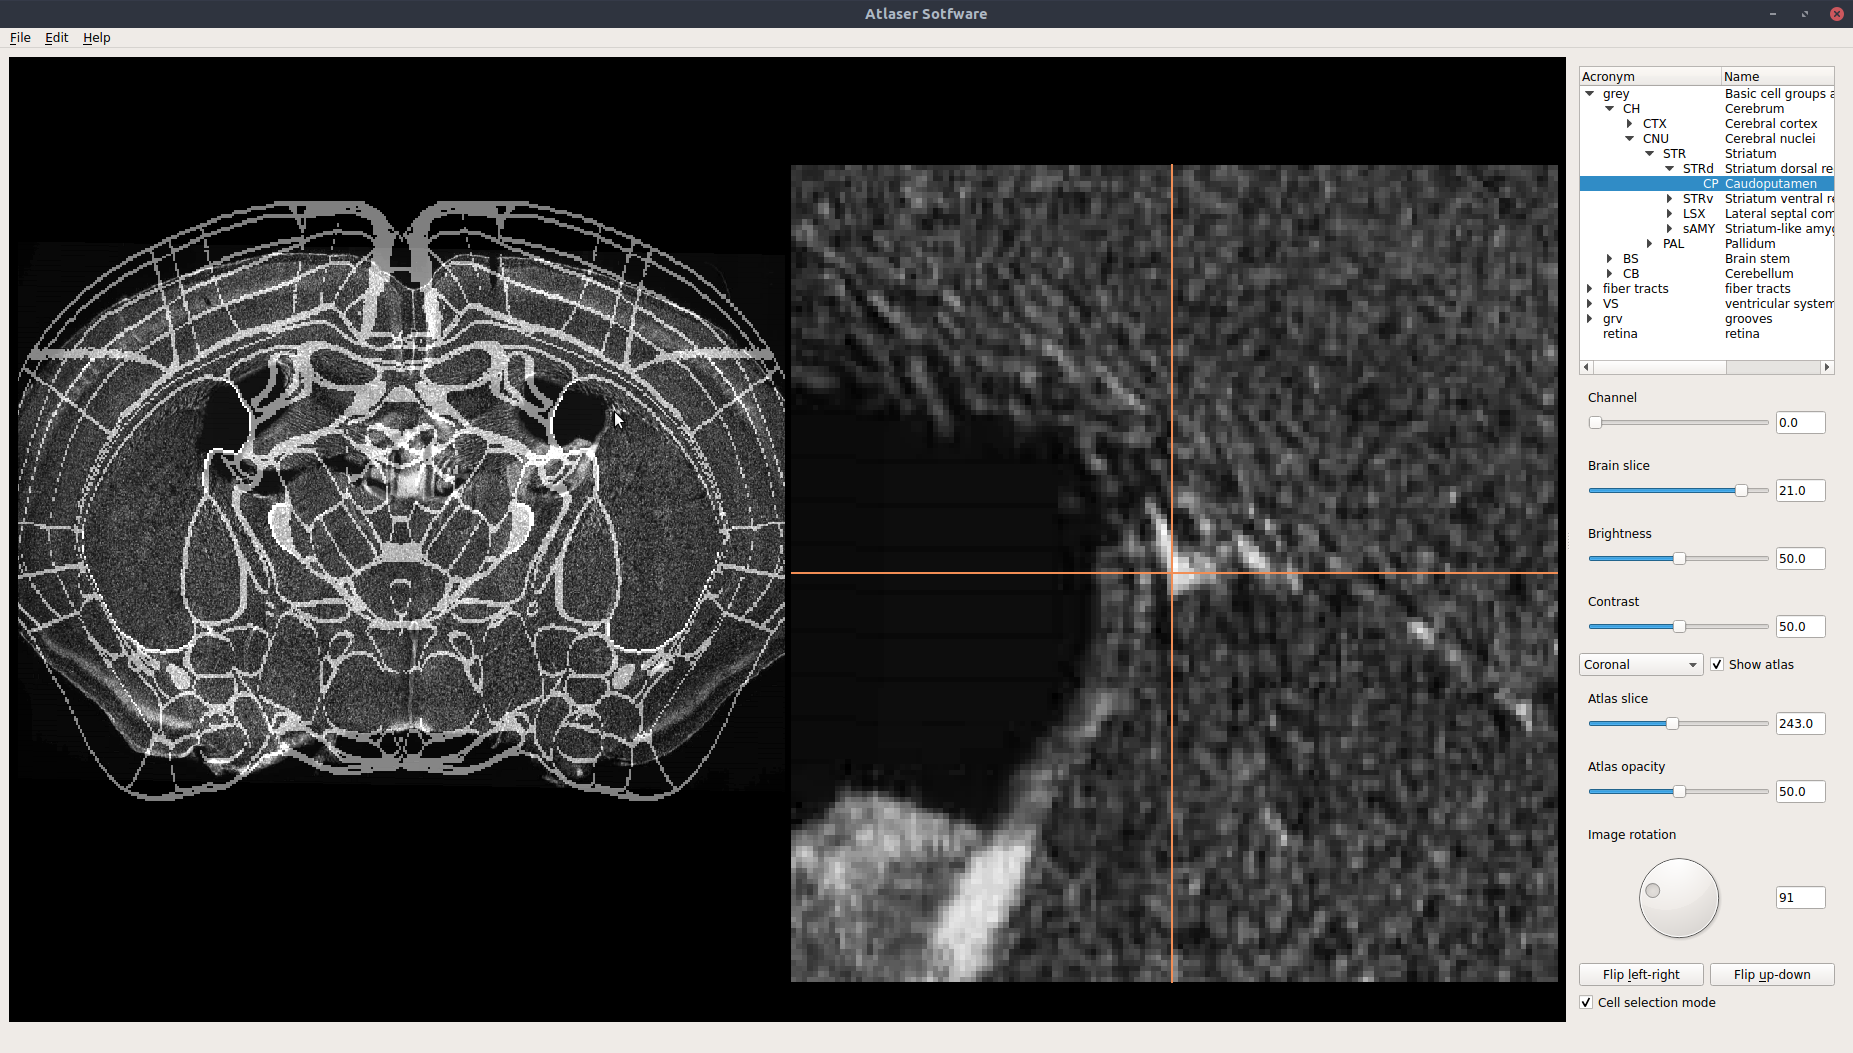 Atlaser Sotfware
File Edit Help
Acronym Name
grey Basic cell groups a
CH Cerebrum
CTX Cerebral cortex
CNU Cerebral nuclei
STR Striatum
STRd Striatum dorsal re
CP Caudoputamen
STRv Striatum ventral re
LSX Lateral septal com
sAMY Striatum-like amyg
PAL Pallidum
BS Brain stem
CB Cerebellum
fiber tracts fiber tracts
VS ventricular system
grv grooves
retina retina
Channel
0.0
Brain slice
21.0
Brightness
50.0
Contrast
50.0
Coronal Show atlas
Atlas slice
243.0
Atlas opacity
50.0
Image rotation
91
Flip left-right Flip up-down
Cell selection mode